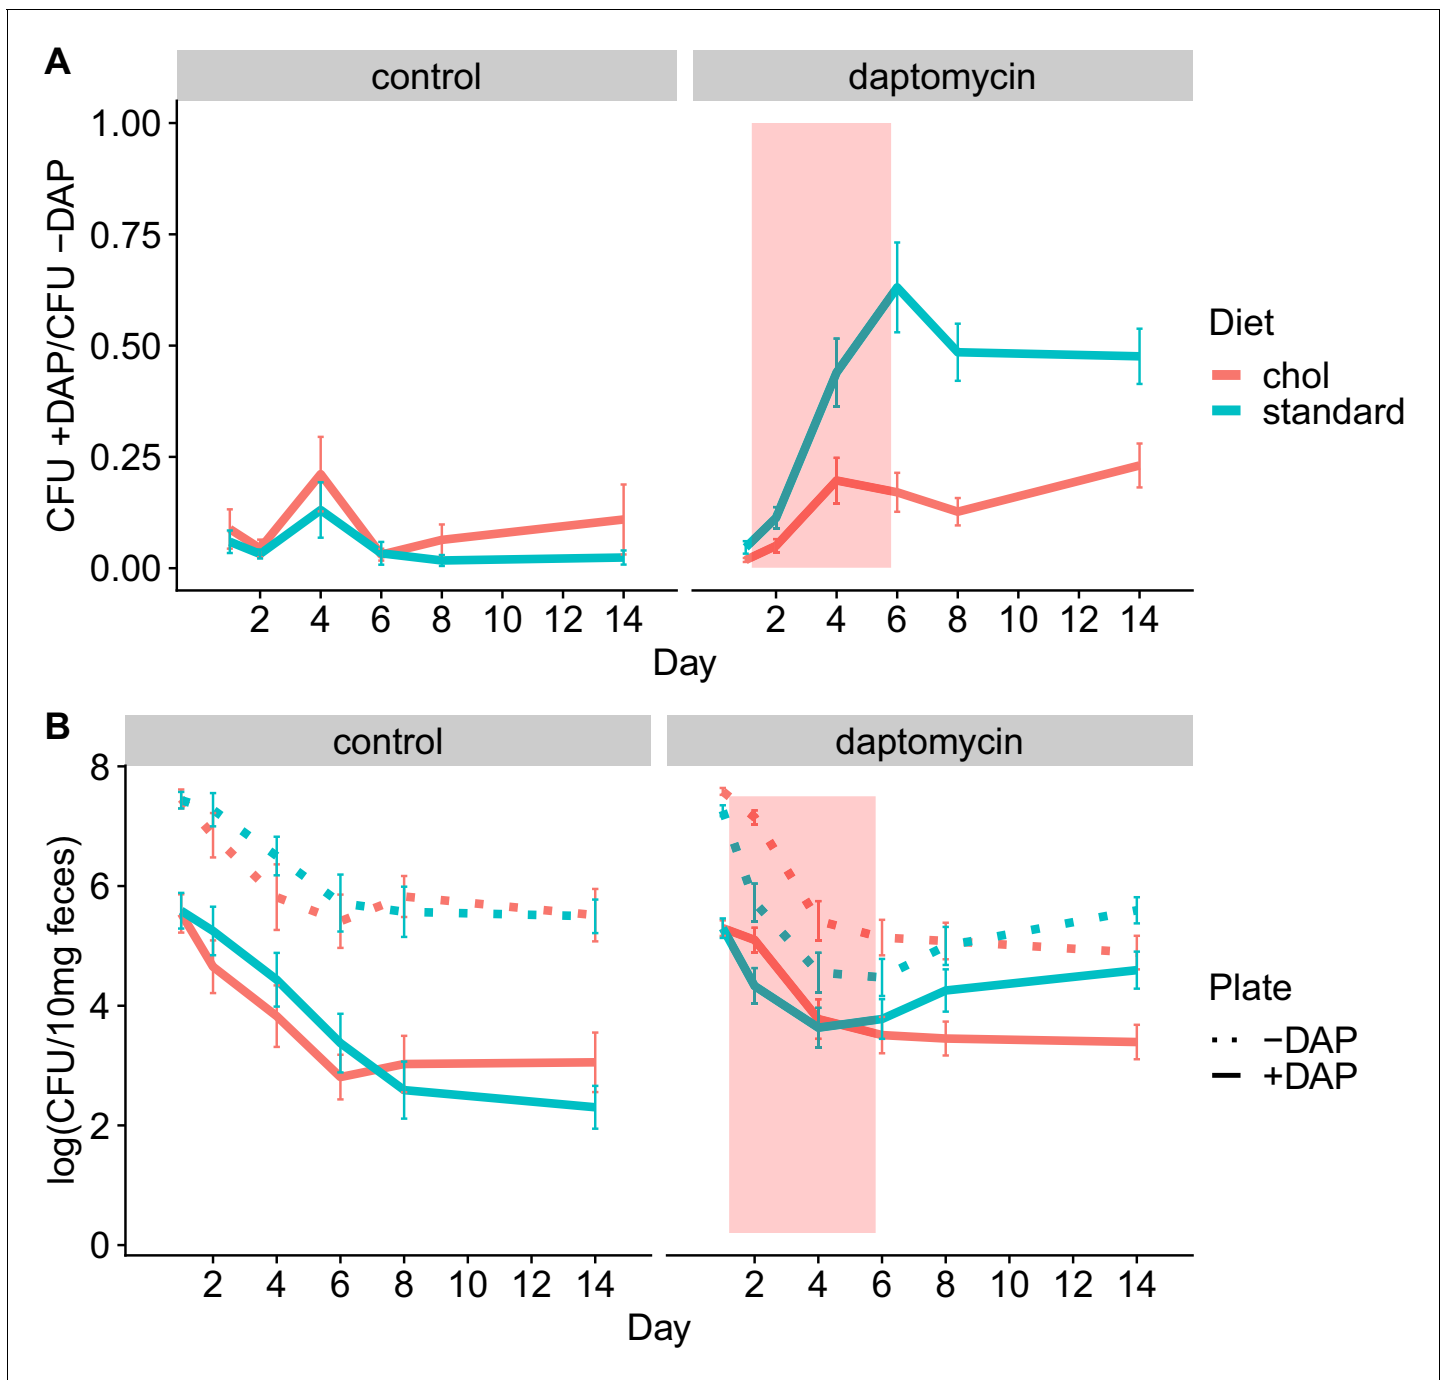 A
control
daptomycin
CFU +DAP/CFU −DAP
1.00
0.75
0.50
0.25
0.00
2 4 6 8 10 12 14
2 4 6 8 10 12 14
Day
Diet
chol
standard
B
control
daptomycin
log(CFU/10mg feces)
8
6
4
2
0
2 4 6 8 10 12 14
2 4 6 8 10 12 14
Day
Plate
−DAP
+DAP